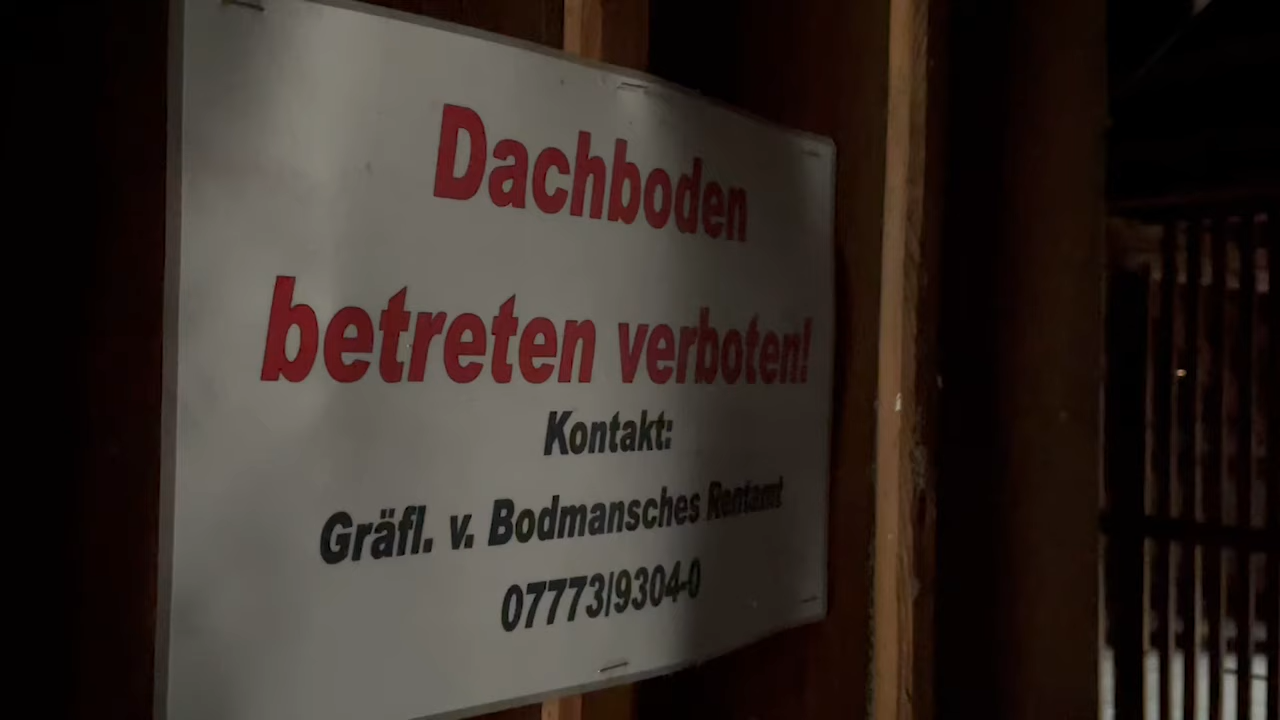 Dachboden
betreten verboten!
Kontakt:
Gräfl. v. Bodmansches Rentamt
07773/9304-0